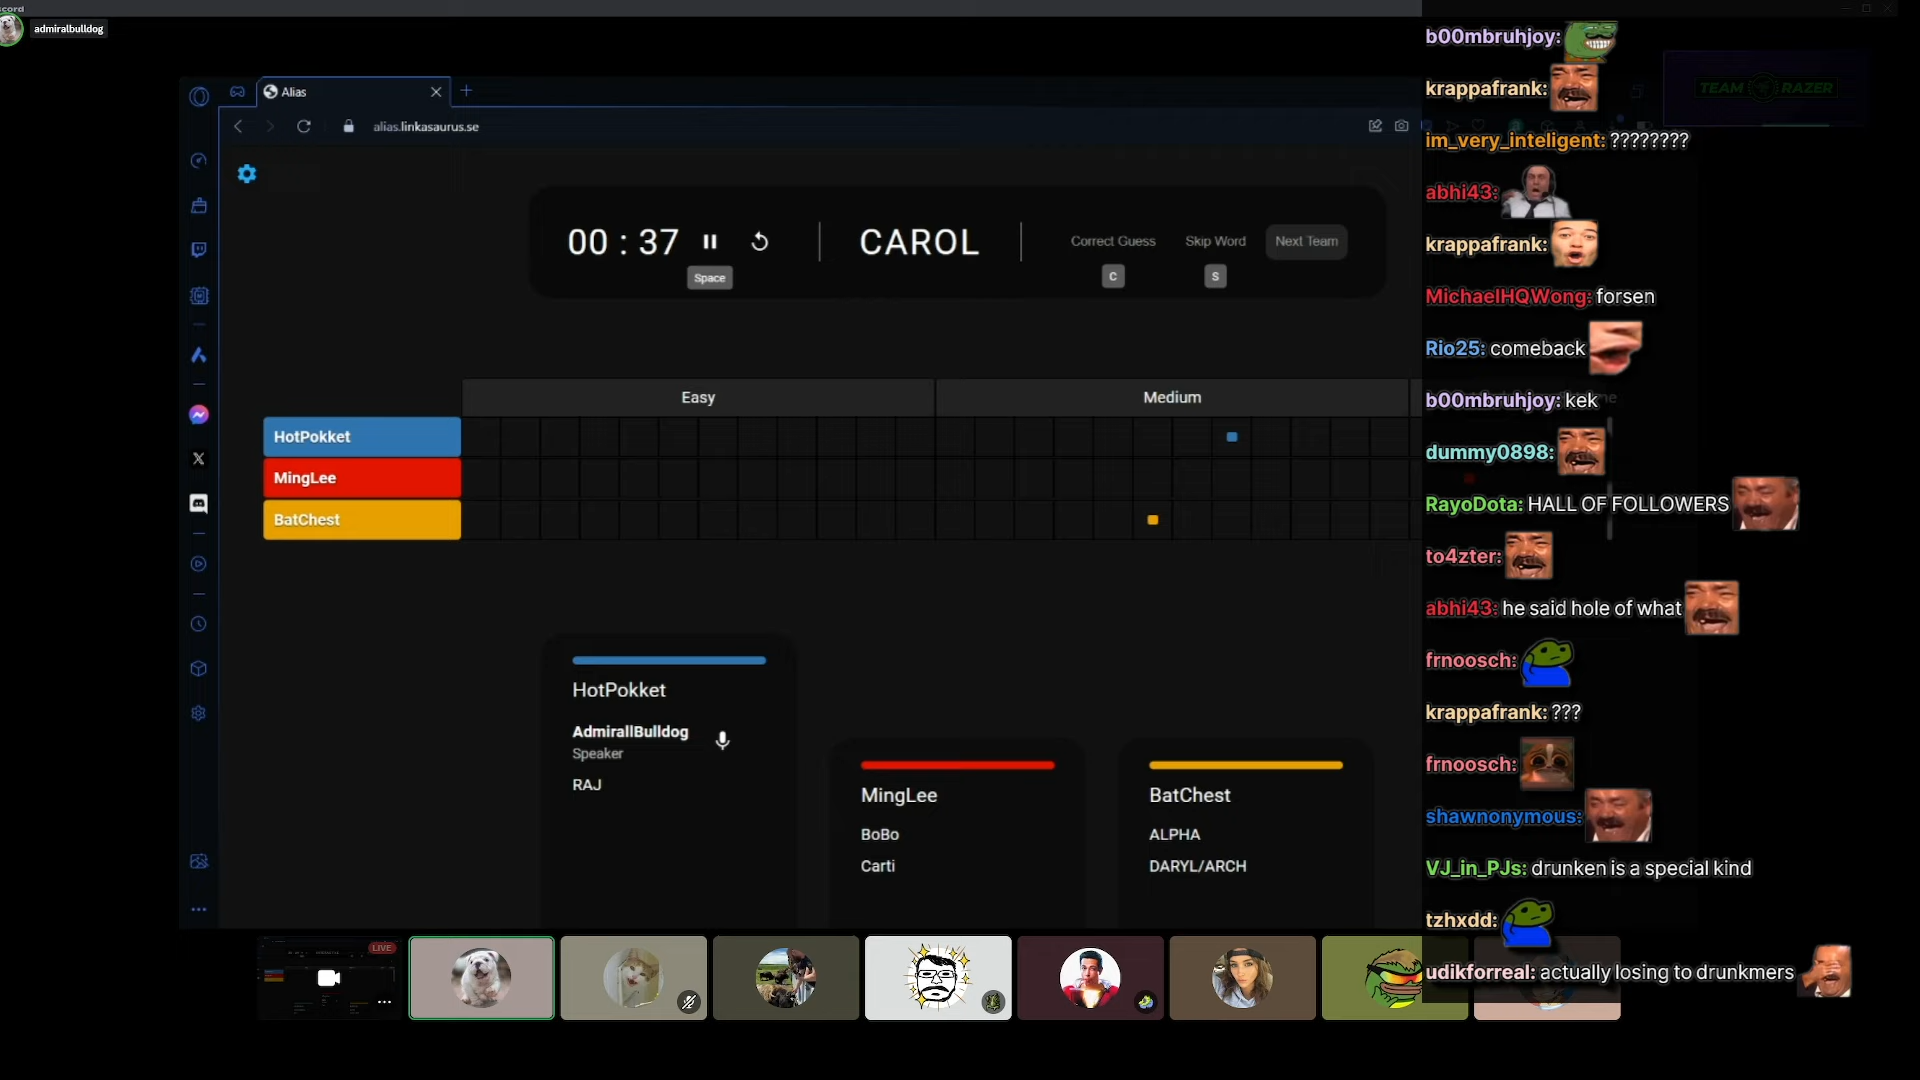 scord
admiralbulldog
Alias
alias.linkasaurus.se
TEAM RAZER
00 : 37
Space
CAROL
Correct Guess
C
Skip Word
S
Next Team
Easy
Medium
HotPokket
MingLee
BatChest
HotPokket
AdmirallBulldog
Speaker
RAJ
MingLee
BoBo
Carti
BatChest
ALPHA
DARYL/ARCH
LIVE
b00mbruhjoy:
krappafrank:
im_very_inteligent: ????????
abhi43:
krappafrank:
MichaelHQWong: forsen
Rio25: comeback
b00mbruhjoy: kek
dummy0898:
RayoDota: HALL OF FOLLOWERS
to4zter:
abhi43: he said hole of what
frnoosch:
krappafrank: ???
frnoosch:
shawnonymous:
VJ_in_PJs: drunken is a special kind
tzhxdd:
udikforreal: actually losing to drunkmers